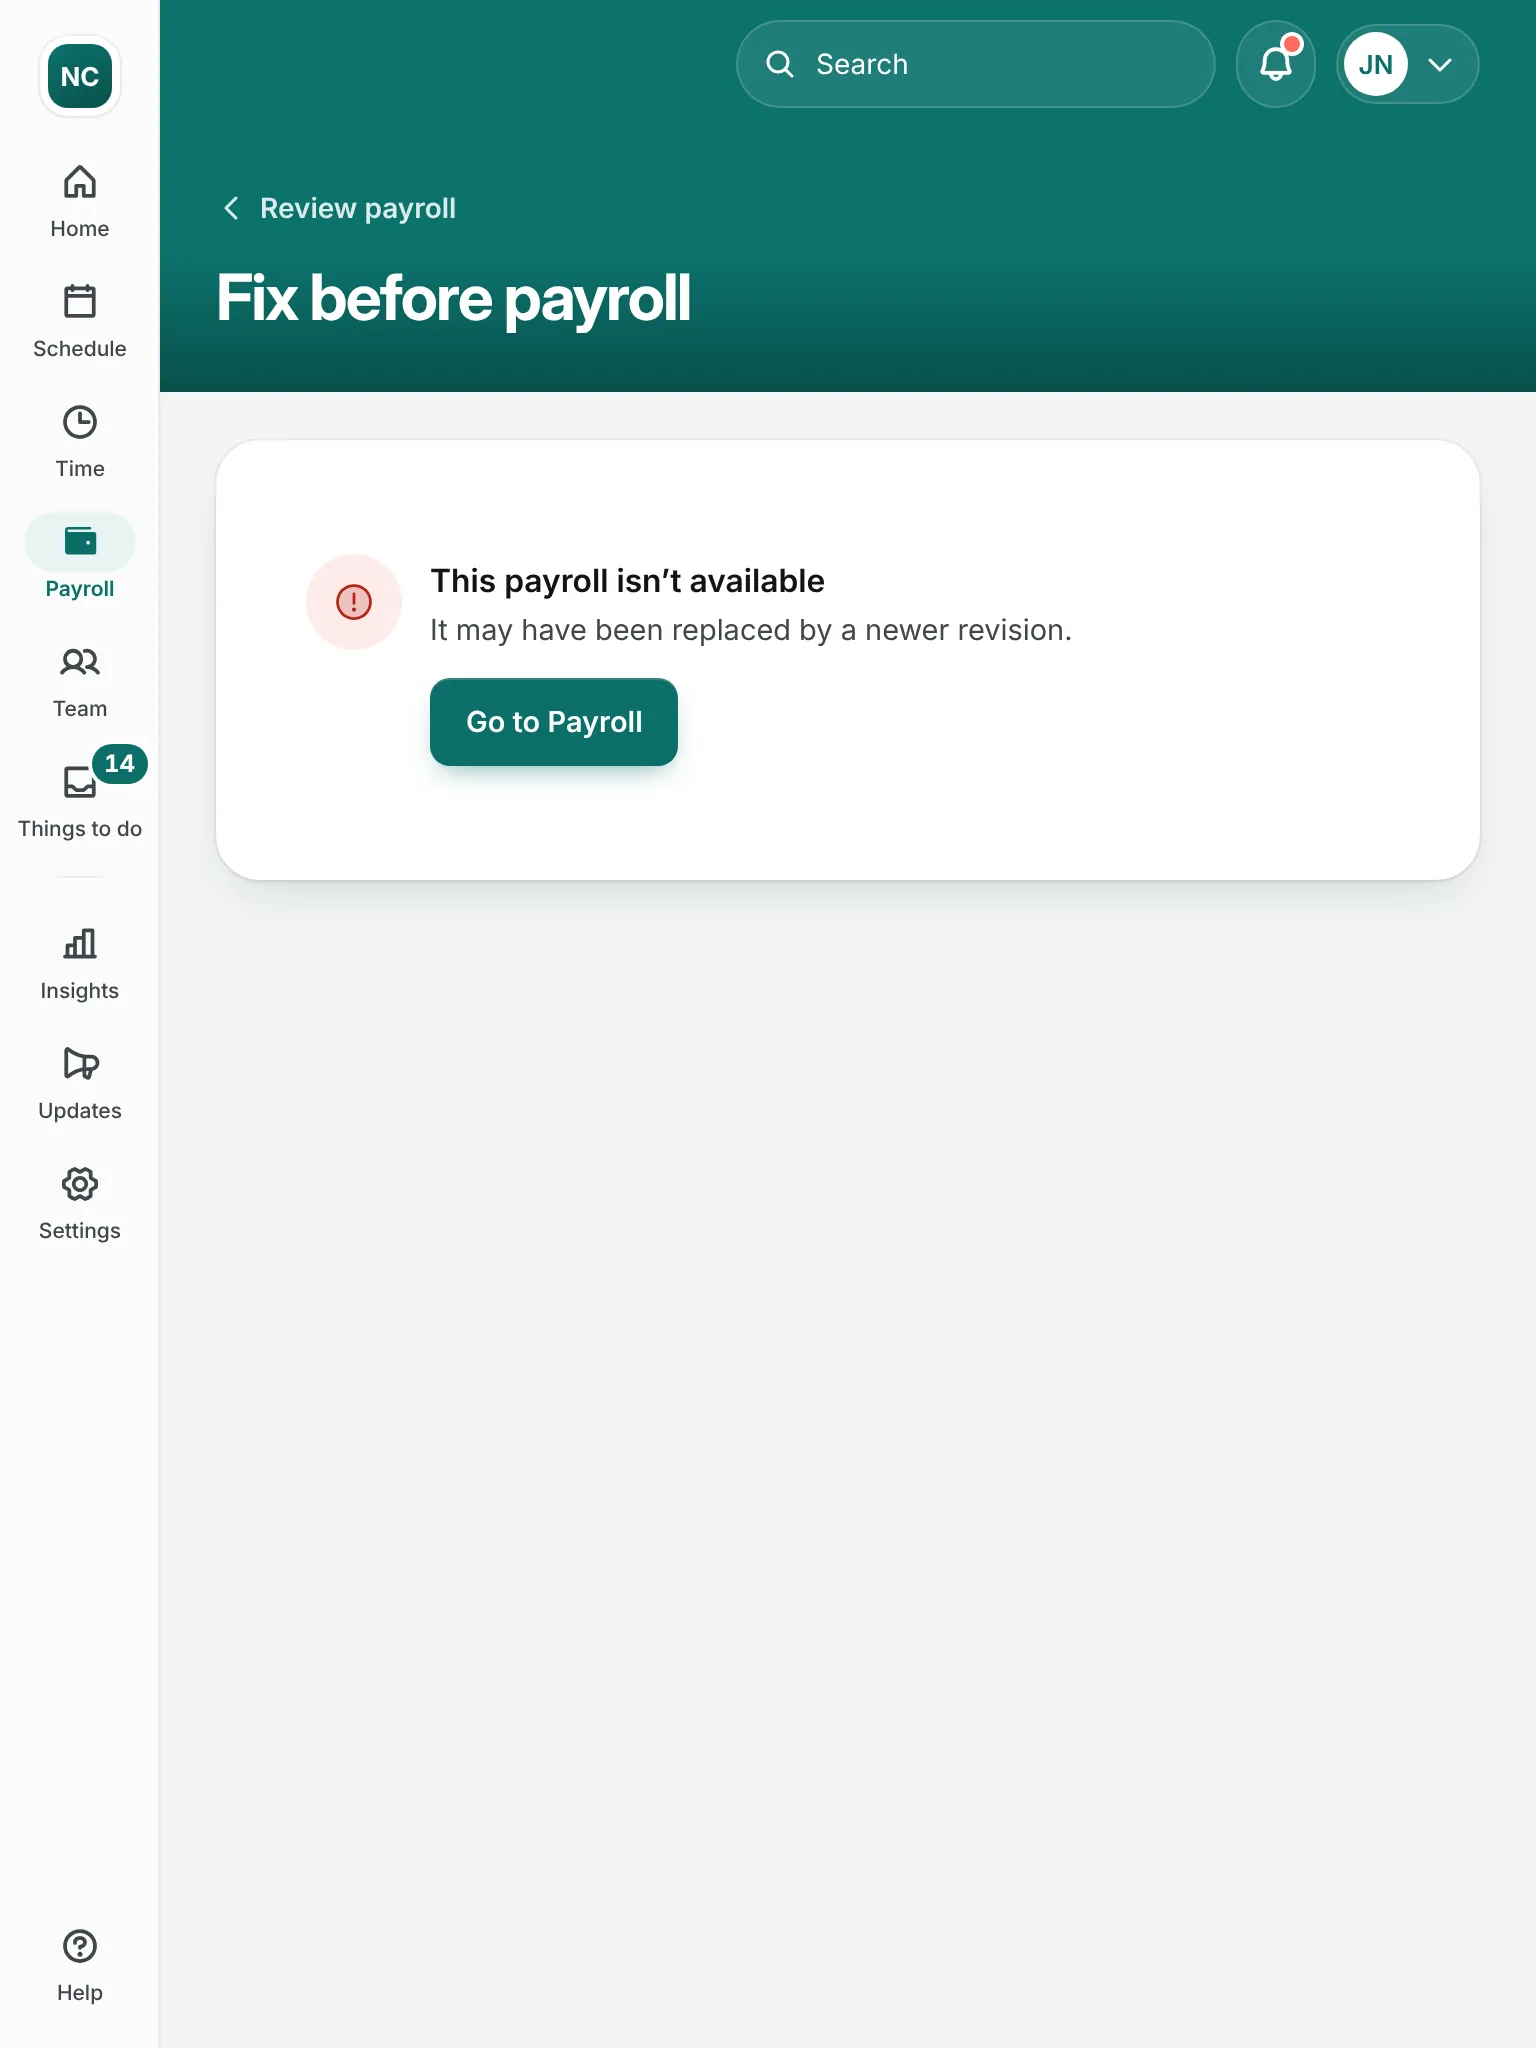 NC
Home
Schedule
Time
Payroll
Team
14
Things to do
Insights
Updates
Settings
Help
Search
JN
Review payroll
Fix before payroll
This payroll isn’t available
It may have been replaced by a newer revision.
Go to Payroll